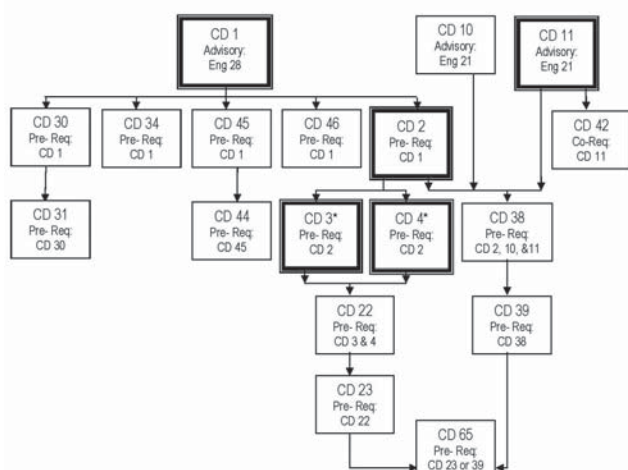 CD 1
Advisory:
Eng 28
CD 10
Advisory:
Eng 21
CD 11
Advisory:
Eng 21
CD 30
Pre- Req:
CD 1
CD 34
Pre- Req:
CD 1
CD 45
Pre- Req:
CD 1
CD 46
Pre- Req:
CD 1
CD 2
Pre- Req:
CD 1
CD 42
Co-Req:
CD 11
CD 31
Pre- Req:
CD 30
CD 44
Pre- Req:
CD 45
CD 3*
Pre- Req:
CD 2
CD 4*
Pre- Req:
CD 2
CD 38
Pre- Req:
CD 2, 10, &11
CD 22
Pre- Req:
CD 3 & 4
CD 39
Pre- Req:
CD 38
CD 23
Pre- Req:
CD 22
CD 65
Pre- Req:
CD 23 or 39